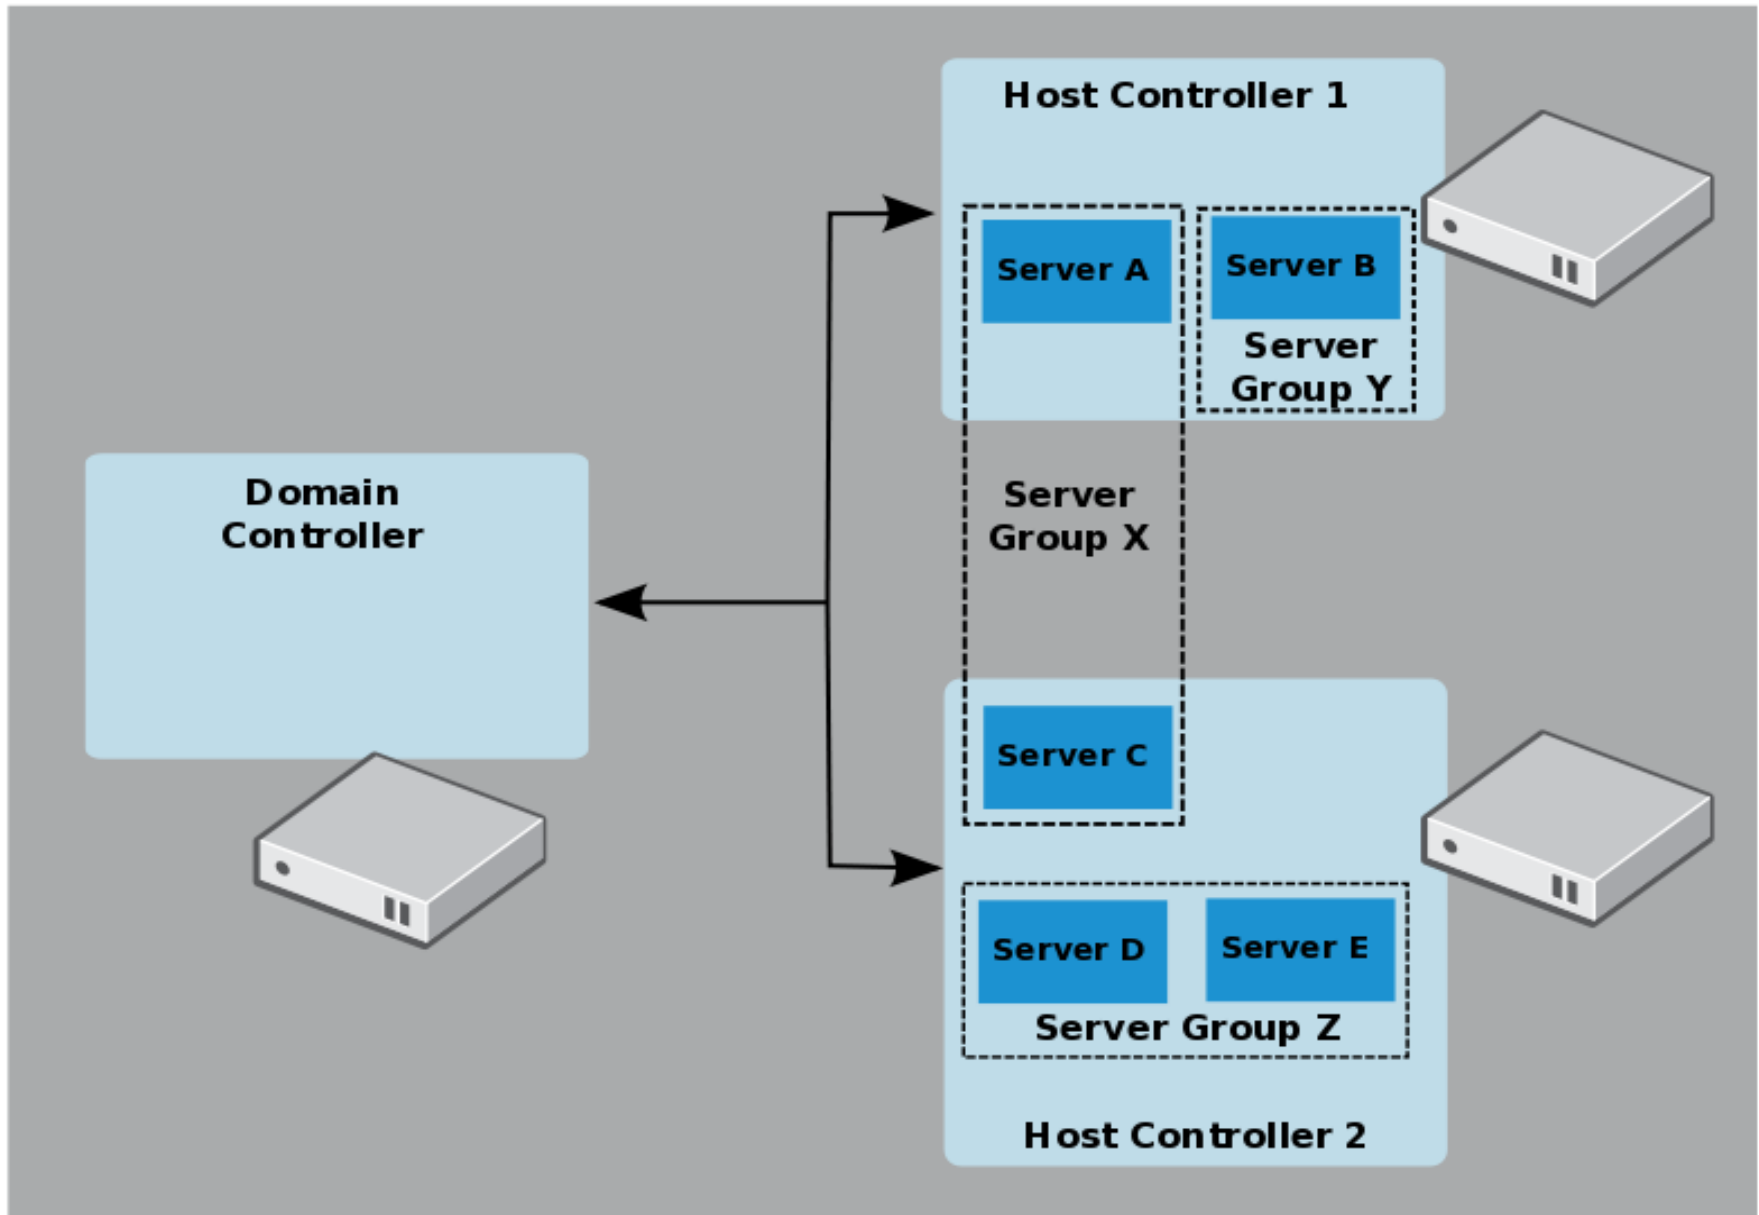 Host Controller 1
Server A
Server B
Server
Group Y
Domain
Controller
Server
Group X
Server C
Server D
Server E
Server Group Z
Host Controller 2